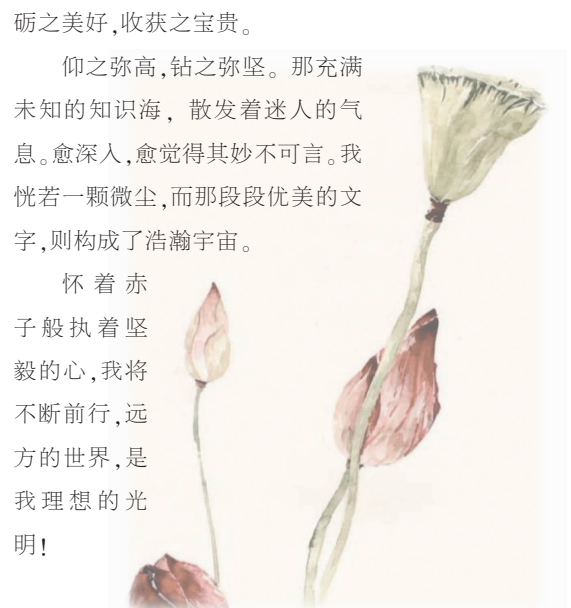 砺之美好,收获之宝贵。
仰之弥高,钻之弥坚。那充满
未知的知识海，散发着迷人的气
息。愈深入,愈觉得其妙不可言。我
恍若一颗微尘,而那段段优美的文
字,则构成了浩瀚宇宙。
怀着赤
子般执着坚
毅的心,我将
不断前行,远
方的世界,是
我理想的光
明!